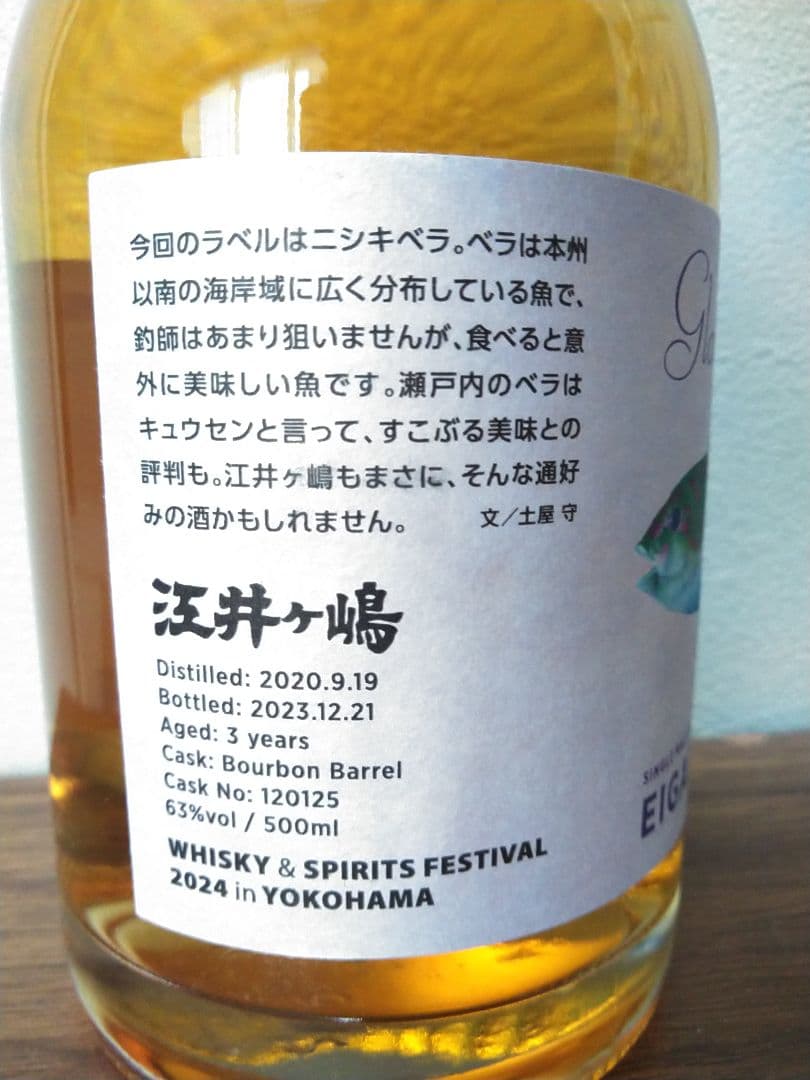 今回のラベルはニシキベラ。ベラは本州
以南の海岸域に広く分布している魚で、
釣師はあまり狙いませんが、食べると意
外に美味しい魚です。瀬戸内のベラは
キュウセンと言って、すこぶる美味との
評判も。江井ヶ嶋もまさに、そんな通好
みの酒かもしれません。 文／土屋 守
江井ヶ嶋
Distilled: 2020.9.19
Bottled: 2023.12.21
Aged: 3 years
Cask: Bourbon Barrel
Cask No: 120125
63%vol / 500ml
WHISKY & SPIRITS FESTIVAL
2024 in YOKOHAMA